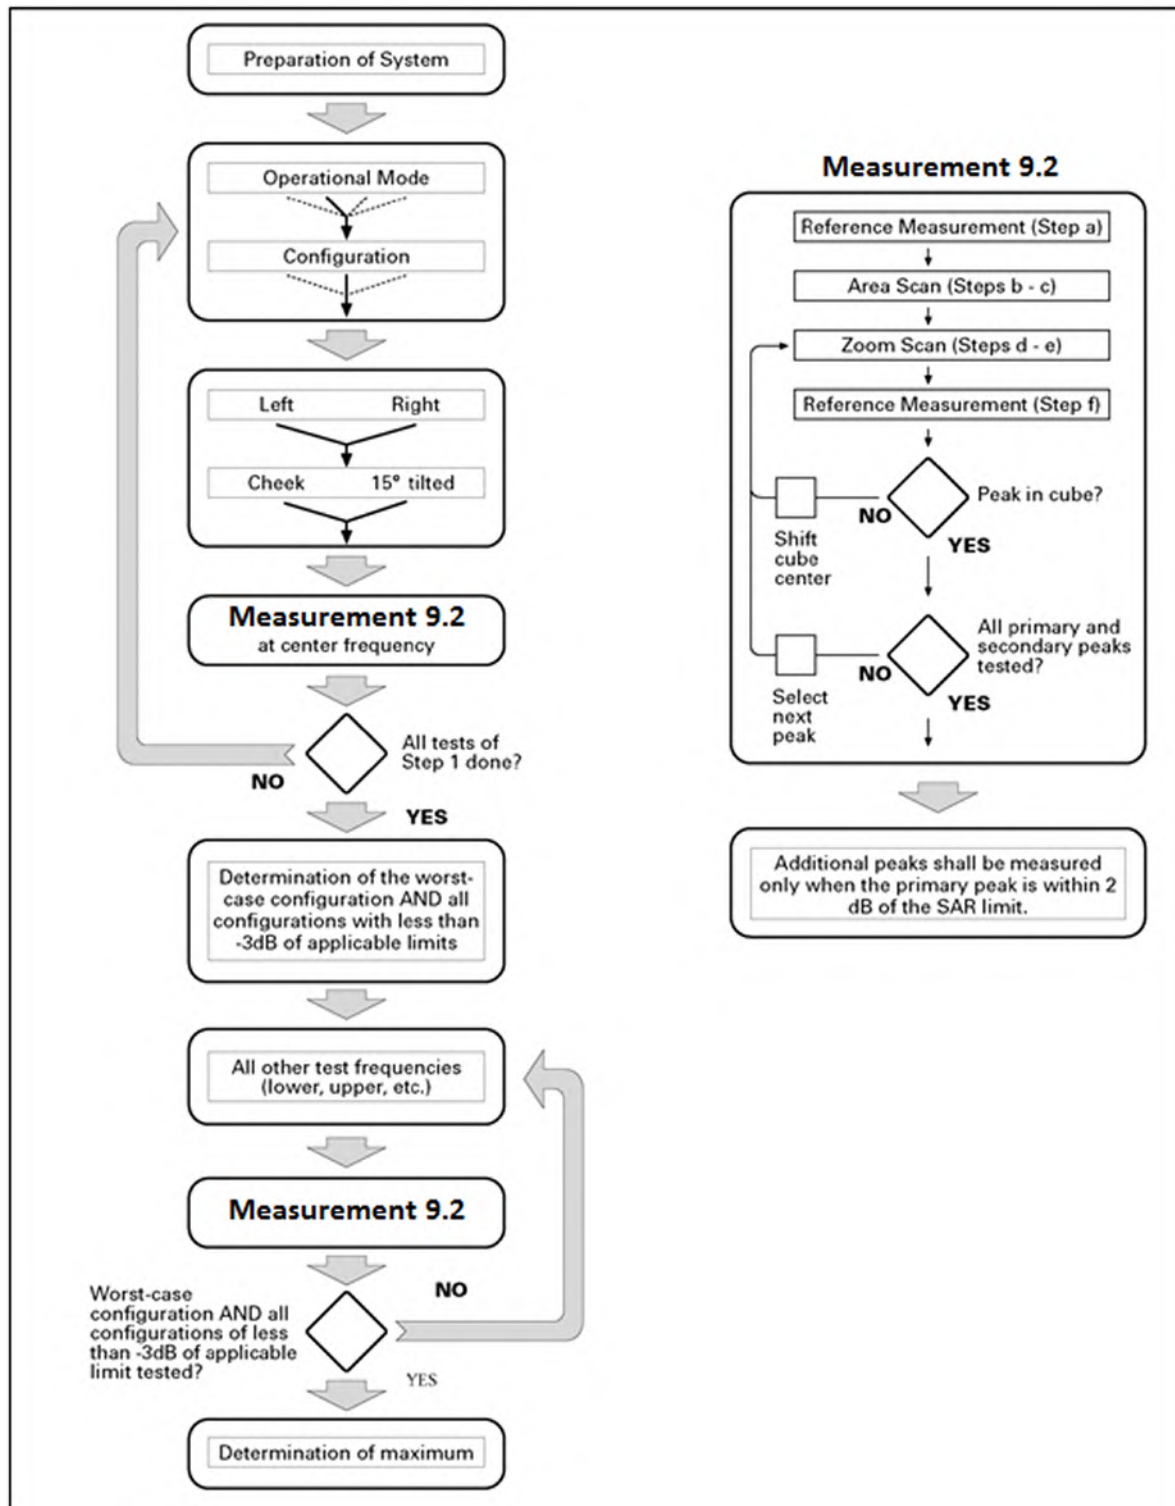 Preparation of System
Operational Mode
Configuration
Left Right
Cheek 15° tilted
Measurement 9.2
at center frequency
All tests of
Step 1 done?
NO
YES
Determination of the worst-
case configuration AND all
configurations with less than
-3dB of applicable limits
All other test frequencies
(lower, upper, etc.)
Measurement 9.2
NO
Worst-case
configuration AND all
configurations of less
than -3dB of applicable
limit tested?
YES
Determination of maximum
Measurement 9.2
Reference Measurement (Step a)
Area Scan (Steps b - c)
Zoom Scan (Steps d - e)
Reference Measurement (Step f)
Peak in cube?
NO
YES
Shift
cube
center
All primary and
secondary peaks
tested?
NO
YES
Select
next
peak
Additional peaks shall be measured
only when the primary peak is within 2
dB of the SAR limit.